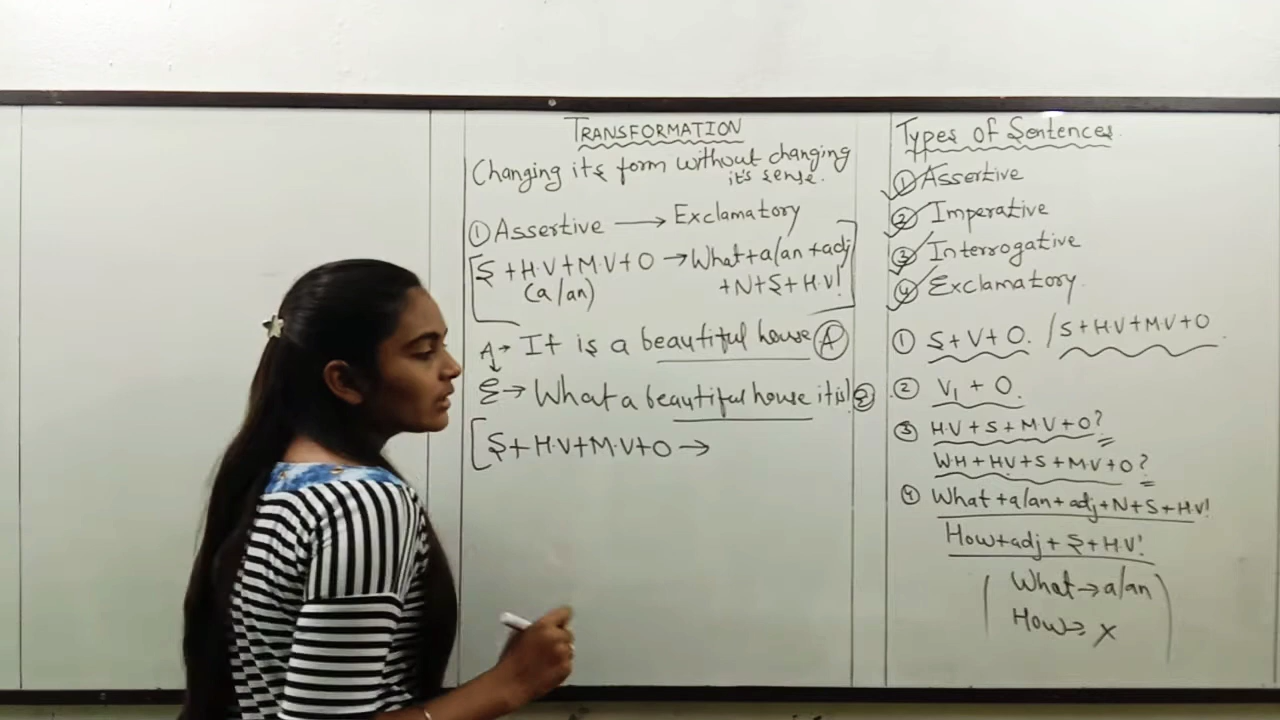 TRANSFORMATION
Changing its form without changing
it's sense.
① Assertive → Exclamatory
[S + H.V + M.V + O → What + a/an + adj
(a/an) + N + S + H.V!]
A → It is a beautiful house Ⓐ
↓
E → What a beautiful house it is! Ⓔ
[S + H.V + M.V + O →
Types of Sentences.
① Assertive
② Imperative
③ Interrogative
④ Exclamatory.
① S + V + O. / S + H.V + M.V + O
② V₁ + O.
③ H.V + S + M.V + O?
WH + HV + S + M.V + O?
④ What + a/an + adj + N + S + H.V!
How + adj + S + H.V!
(What → a/an)
How → x